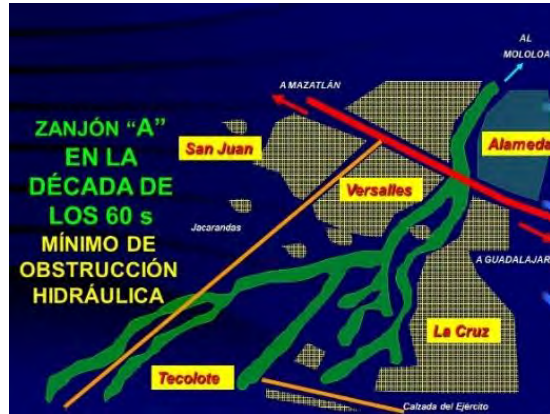 ZANJÓN “A”
EN LA
DÉCADA DE
LOS 60 s
MÍNIMO DE
OBSTRUCCIÓN
HIDRÁULICA
AL
MOLOLOA
A MAZATLÁN
San Juan
Alameda
Versalles
Jacarandas
A GUADALAJAR
La Cruz
Tecolote
Calzada del Ejército